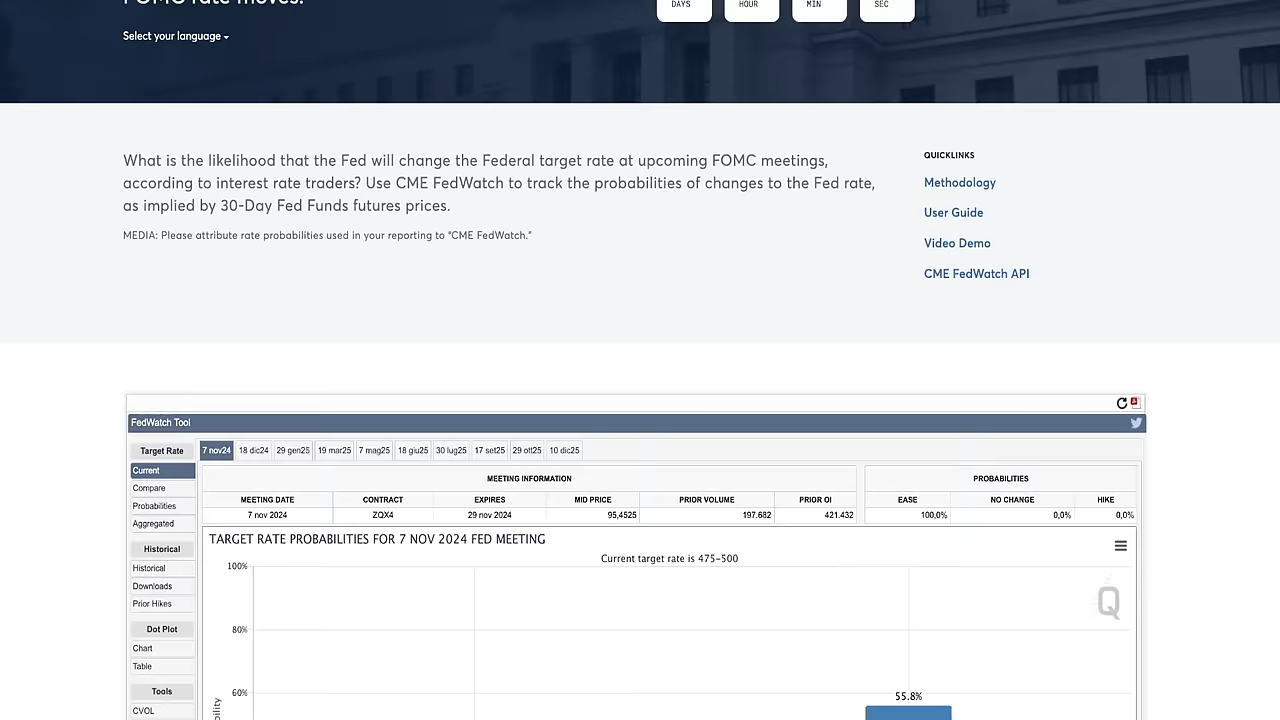 FOMC rate moves.
DAYS HOUR MIN SEC
Select your language
What is the likelihood that the Fed will change the Federal target rate at upcoming FOMC meetings,
according to interest rate traders? Use CME FedWatch to track the probabilities of changes to the Fed rate,
as implied by 30-Day Fed Funds futures prices.
MEDIA: Please attribute rate probabilities used in your reporting to "CME FedWatch."
QUICKLINKS
Methodology
User Guide
Video Demo
CME FedWatch API
FedWatch Tool
Target Rate
Current
Compare
Probabilities
Aggregated
Historical
Historical
Downloads
Prior Hikes
Dot Plot
Chart
Table
Tools
CVOL
7 nov24 18 dic24 29 gen25 19 mar25 7 mag25 18 giu25 30 lug25 17 set25 29 ott25 10 dic25
MEETING INFORMATION
MEETING DATE CONTRACT EXPIRES MID PRICE PRIOR VOLUME PRIOR OI
7 nov 2024 ZQX4 29 nov 2024 95,4525 197.682 421.432
PROBABILITIES
EASE NO CHANGE HIKE
100,0% 0,0% 0,0%
TARGET RATE PROBABILITIES FOR 7 NOV 2024 FED MEETING
Current target rate is 475-500
100%
80%
60%
55.8%
Q